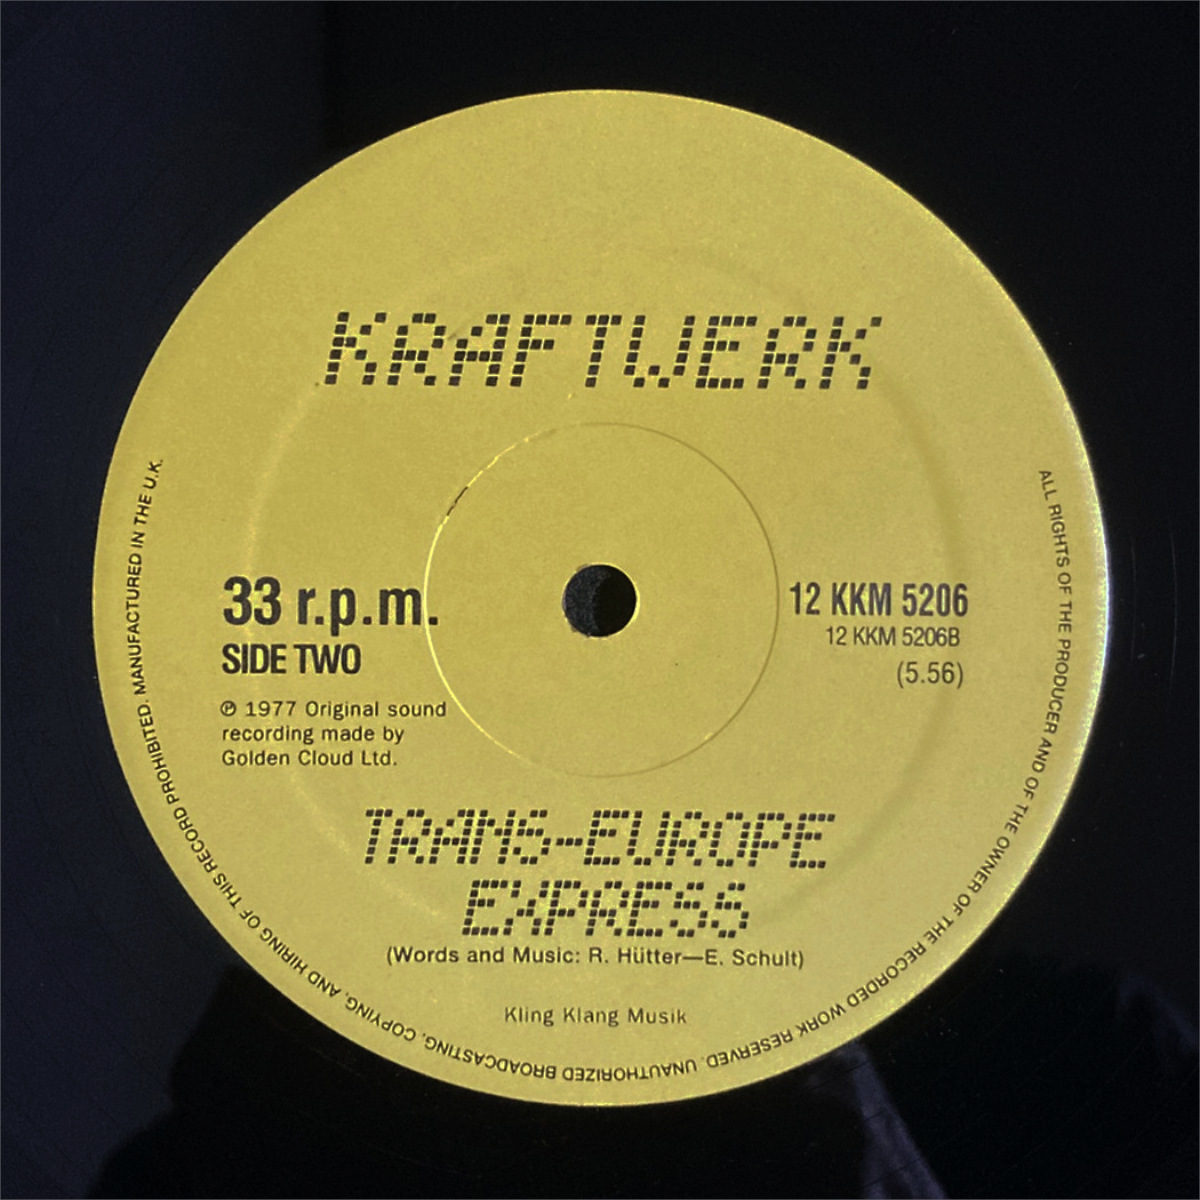 KRAFTWERK
33 r.p.m.
SIDE TWO
℗ 1977 Original sound
recording made by
Golden Cloud Ltd.
12 KKM 5206
12 KKM 5206B
(5.56)
TRANS-EUROPE
EXPRESS
(Words and Music: R. Hütter—E. Schult)
Kling Klang Musik
ALL RIGHTS OF THE PRODUCER AND OF THE OWNER OF THE RECORDED WORK RESERVED. UNAUTHORIZED BROADCASTING, COPYING, AND HIRING OF THIS RECORD PROHIBITED. MANUFACTURED IN THE U.K.